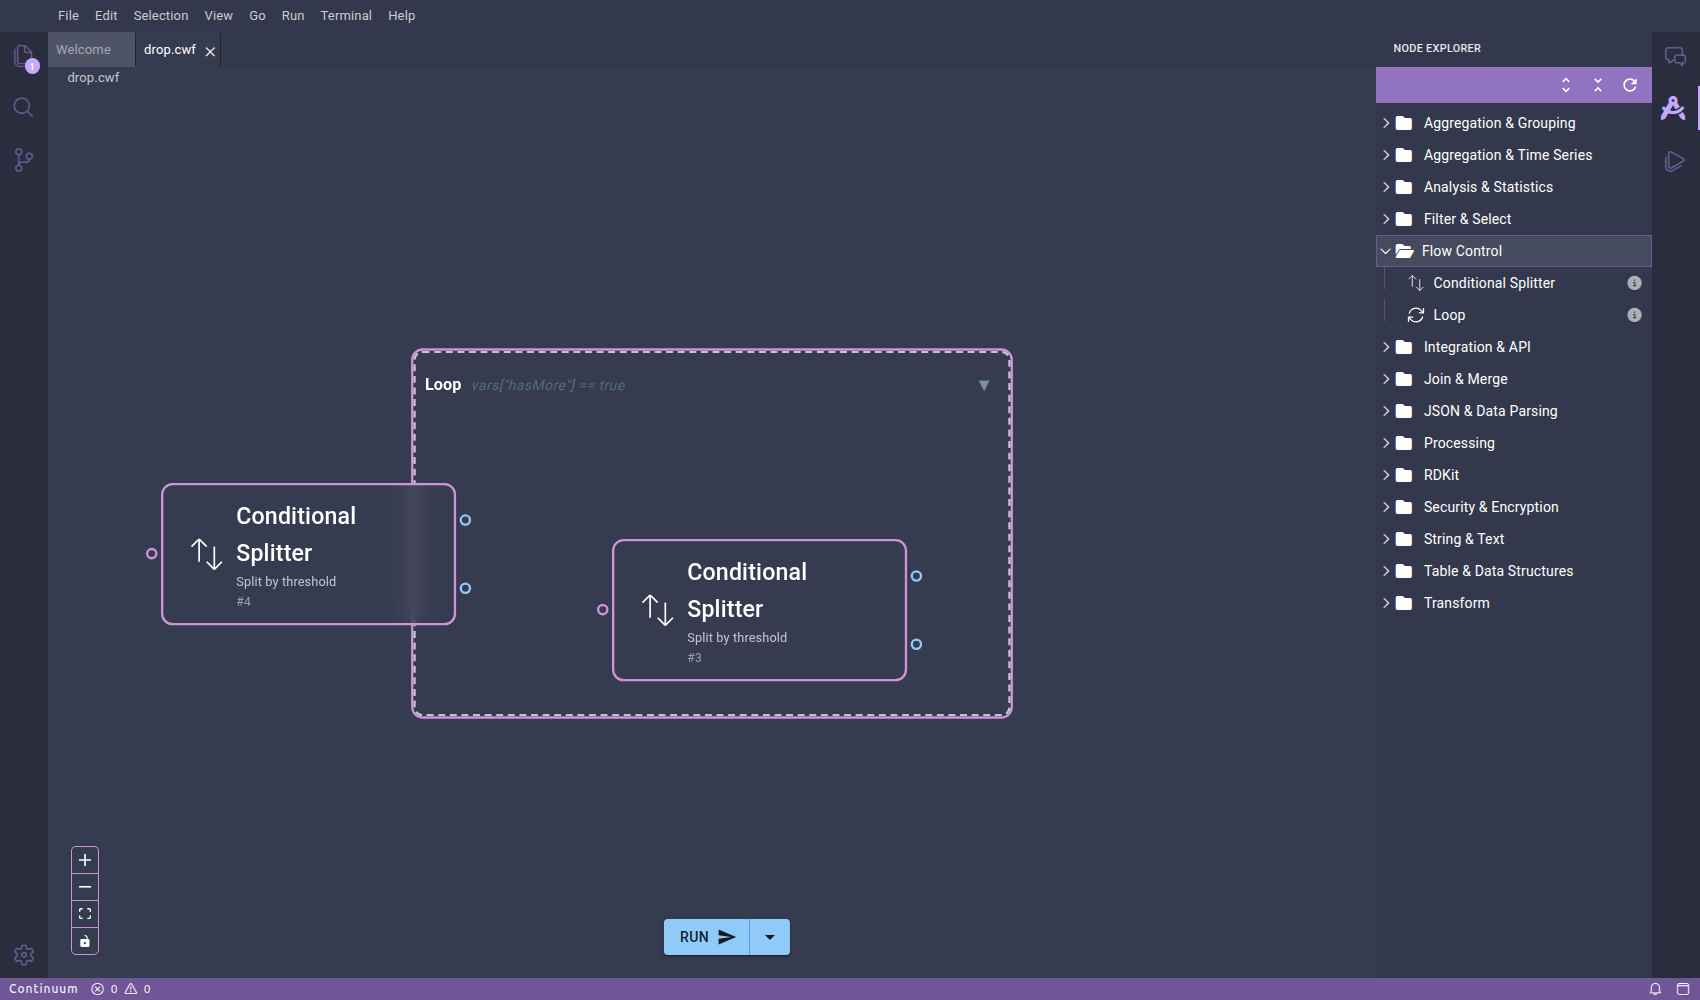 File Edit Selection View Go Run Terminal Help
Welcome drop.cwf
drop.cwf
1
NODE EXPLORER
Aggregation & Grouping
Aggregation & Time Series
Analysis & Statistics
Filter & Select
Flow Control
Conditional Splitter
Loop
Integration & API
Join & Merge
JSON & Data Parsing
Processing
RDKit
Security & Encryption
String & Text
Table & Data Structures
Transform
Loop vars["hasMore"] == true
Conditional
Splitter
Split by threshold
#4
Conditional
Splitter
Split by threshold
#3
RUN
Continuum 0 0